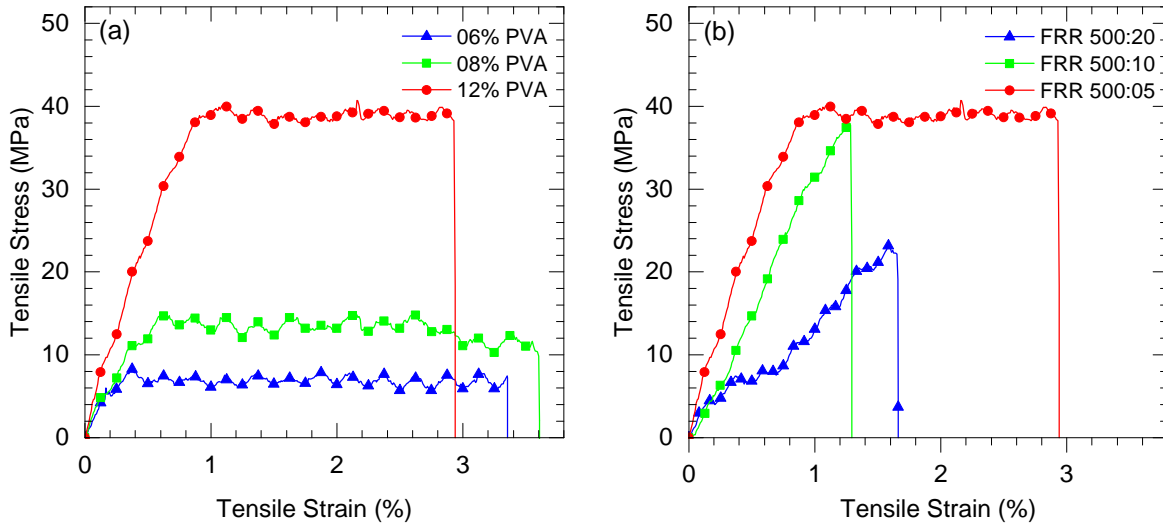 (a)
06% PVA
08% PVA
12% PVA
50
40
30
20
10
0
0 1 2 3
Tensile Stress (MPa)
Tensile Strain (%)
(b)
FRR 500:20
FRR 500:10
FRR 500:05
50
40
30
20
10
0
0 1 2 3
Tensile Stress (MPa)
Tensile Strain (%)